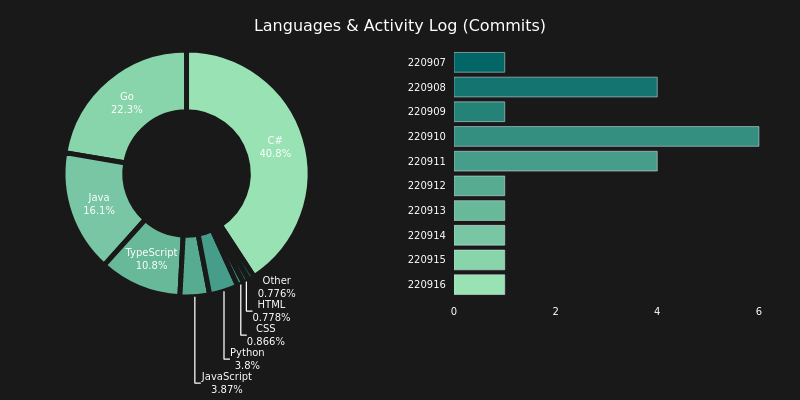 Languages & Activity Log (Commits)
Go
22.3%
C#
40.8%
Java
16.1%
TypeScript
10.8%
Other
0.776%
HTML
0.778%
CSS
0.866%
Python
3.8%
JavaScript
3.87%
220907
220908
220909
220910
220911
220912
220913
220914
220915
220916
0 2 4 6